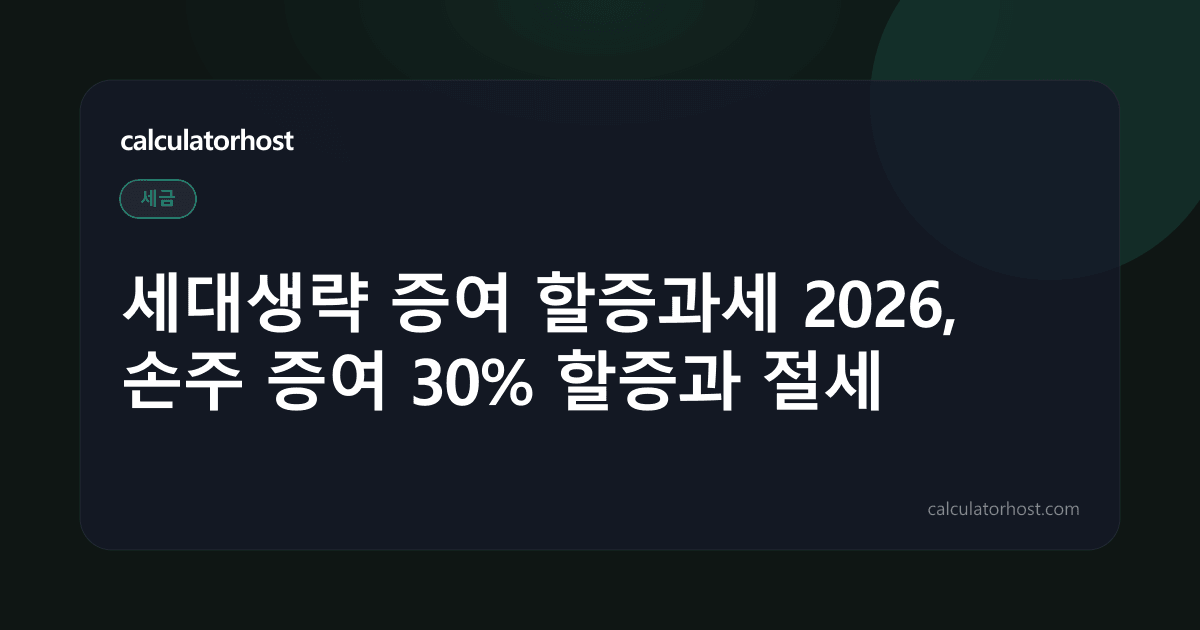 calculatorhost
세금
세대생략 증여 할증과세 2026,
손주 증여 30% 할증과 절세
calculatorhost.com